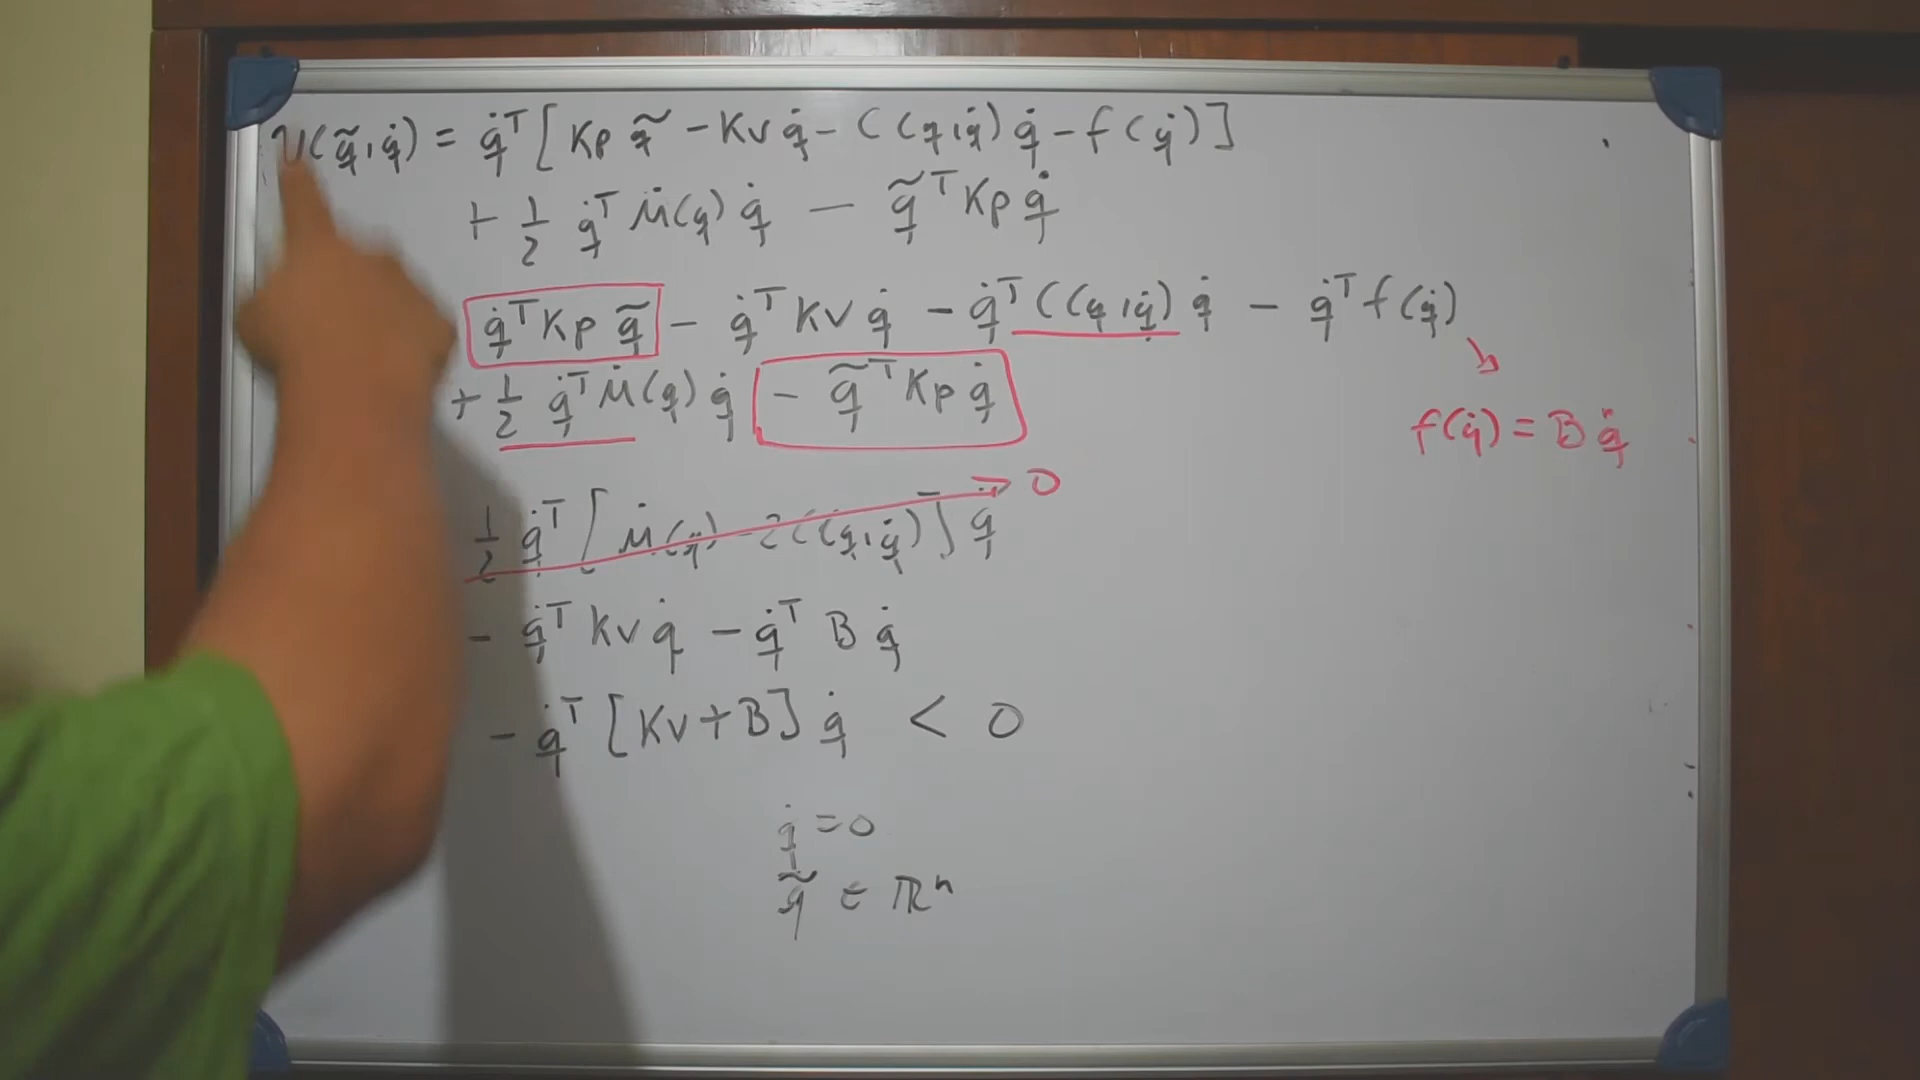 V̇(q̃,q̇) = q̇ᵀ[Kp q̃ - Kv q̇ - C(q,q̇) q̇ - f(q̇)]
+ 1/2 q̇ᵀ Ṁ(q) q̇ - q̃ᵀ Kp q̇
q̇ᵀ Kp q̃ - q̇ᵀ Kv q̇ - q̇ᵀ C(q,q̇) q̇ - q̇ᵀ f(q̇)
+ 1/2 q̇ᵀ Ṁ(q) q̇ - q̃ᵀ Kp q̇
f(q̇) = B q̇
1/2 q̇ᵀ [Ṁ(q) - 2C(q,q̇)] q̇ → 0
- q̇ᵀ Kv q̇ - q̇ᵀ B q̇
- q̇ᵀ [Kv + B] q̇ < 0
q̇ = 0
q̃ ∈ ℝⁿ